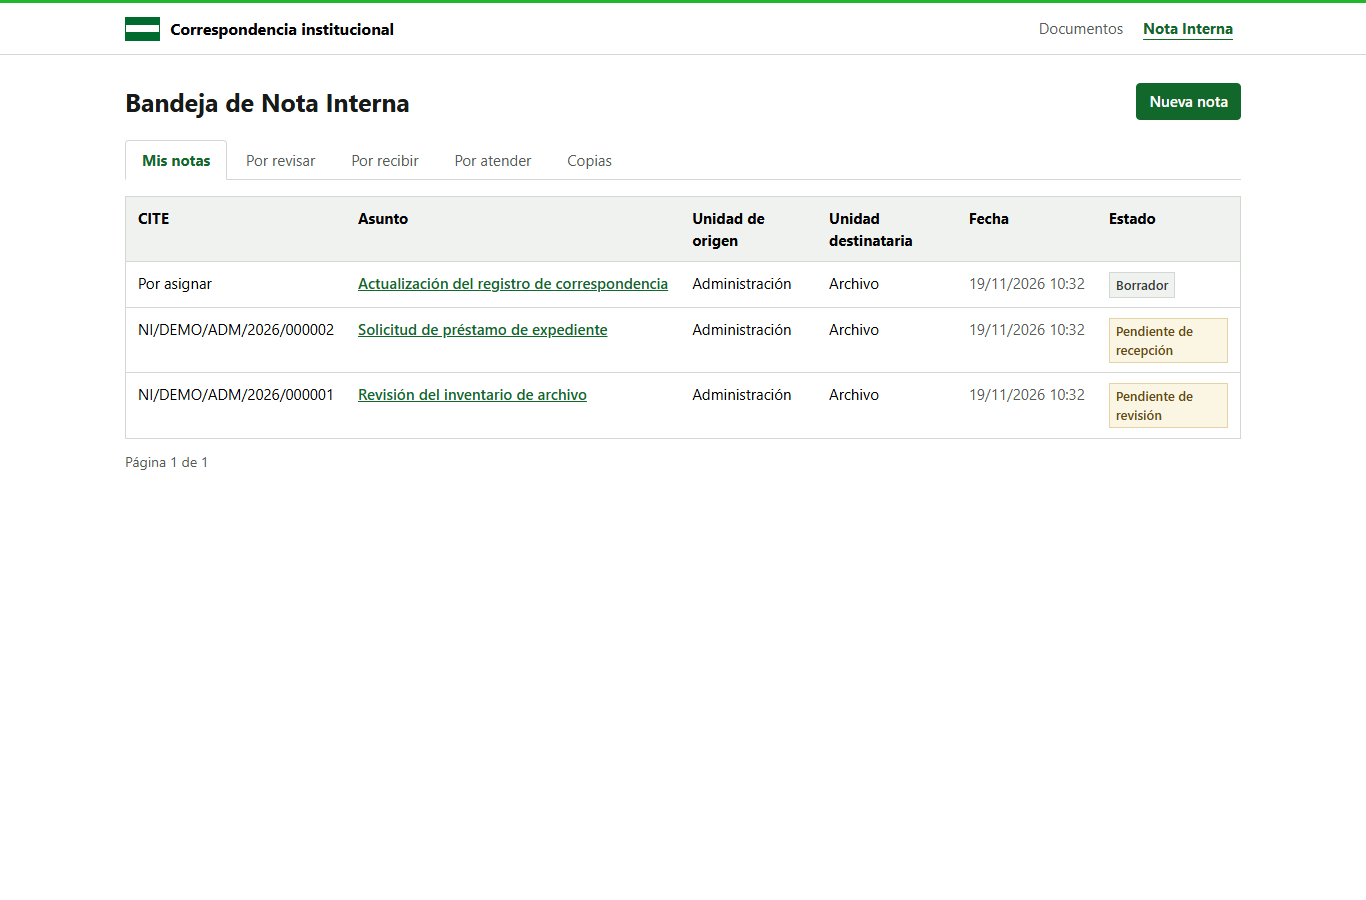 Correspondencia institucional
Documentos
Nota Interna
Bandeja de Nota Interna
Nueva nota
Mis notas
Por revisar
Por recibir
Por atender
Copias
CITE
Asunto
Unidad de
origen
Unidad
destinataria
Fecha
Estado
Por asignar
Actualización del registro de correspondencia
Administración
Archivo
19/11/2026 10:32
Borrador
NI/DEMO/ADM/2026/000002
Solicitud de préstamo de expediente
Administración
Archivo
19/11/2026 10:32
Pendiente de
recepción
NI/DEMO/ADM/2026/000001
Revisión del inventario de archivo
Administración
Archivo
19/11/2026 10:32
Pendiente de
revisión
Página 1 de 1